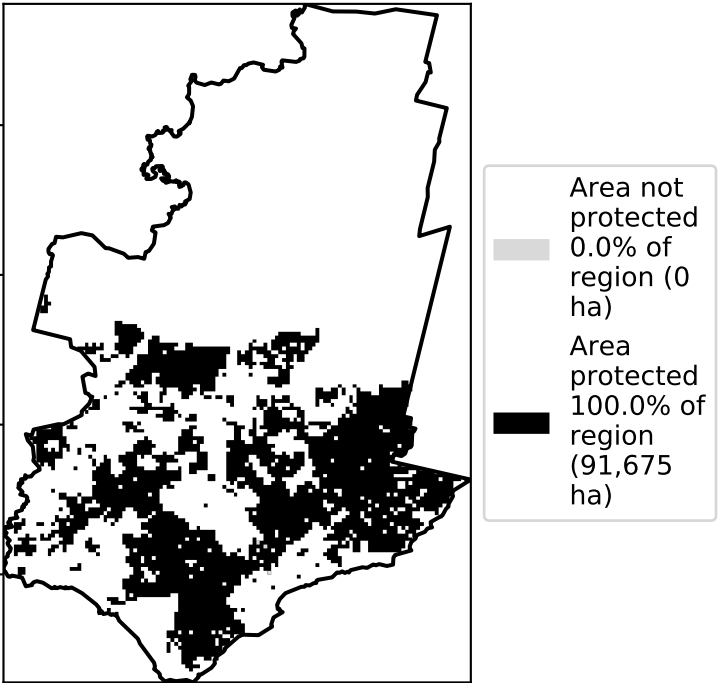 Area not
protected
0.0% of
region (0
ha)
Area
protected
100.0% of
region
(91,675
ha)